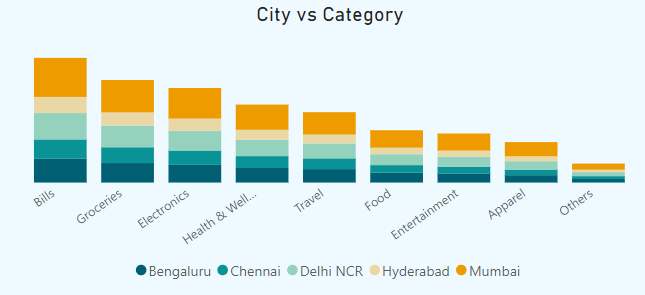 City vs Category
Bills
Groceries
Electronics
Health & Well...
Travel
Food
Entertainment
Apparel
Others
Bengaluru Chennai Delhi NCR Hyderabad Mumbai